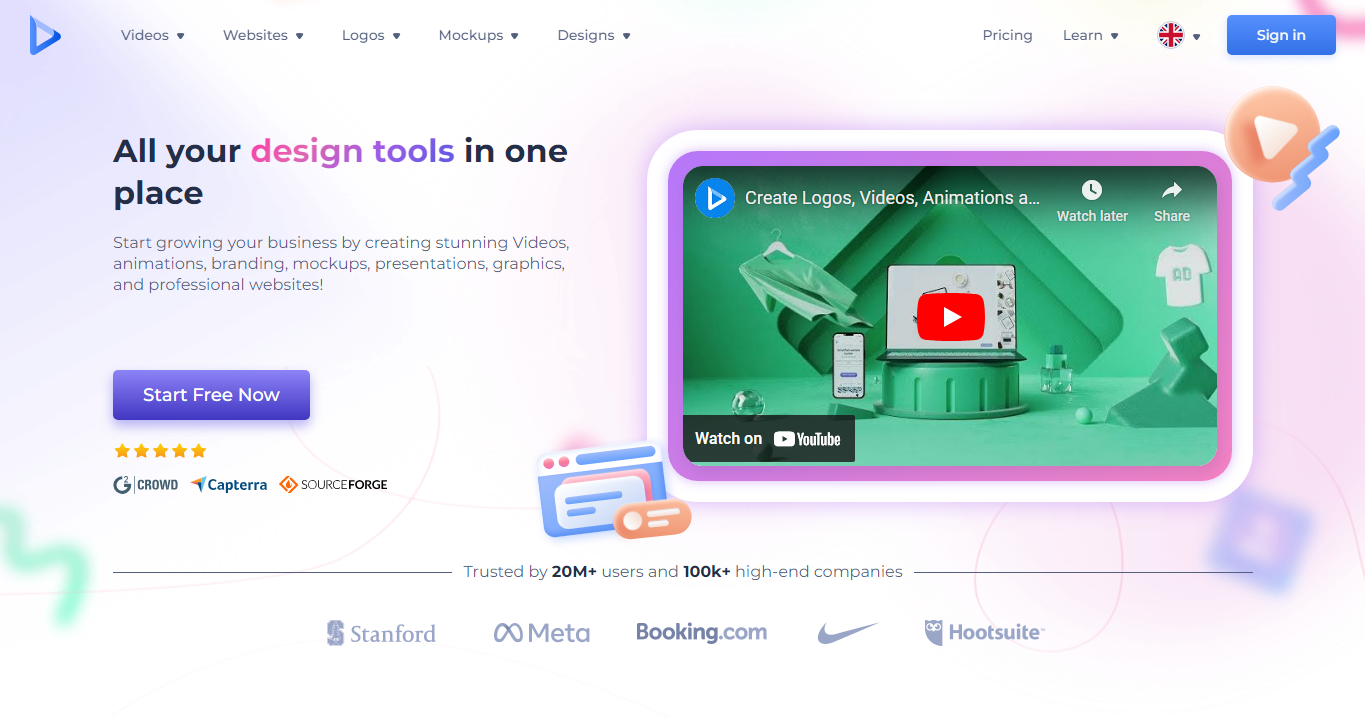 Videos
Websites
Logos
Mockups
Designs
Pricing
Learn
Sign in
All your design tools in one
place
Start growing your business by creating stunning Videos,
animations, branding, mockups, presentations, graphics,
and professional websites!
Start Free Now
G2 CROWD
Capterra
SOURCEFORGE
Create Logos, Videos, Animations a...
Watch later
Share
AD
Watch on YouTube
Trusted by 20M+ users and 100k+ high-end companies
Stanford
Meta
Booking.com
Hootsuite™